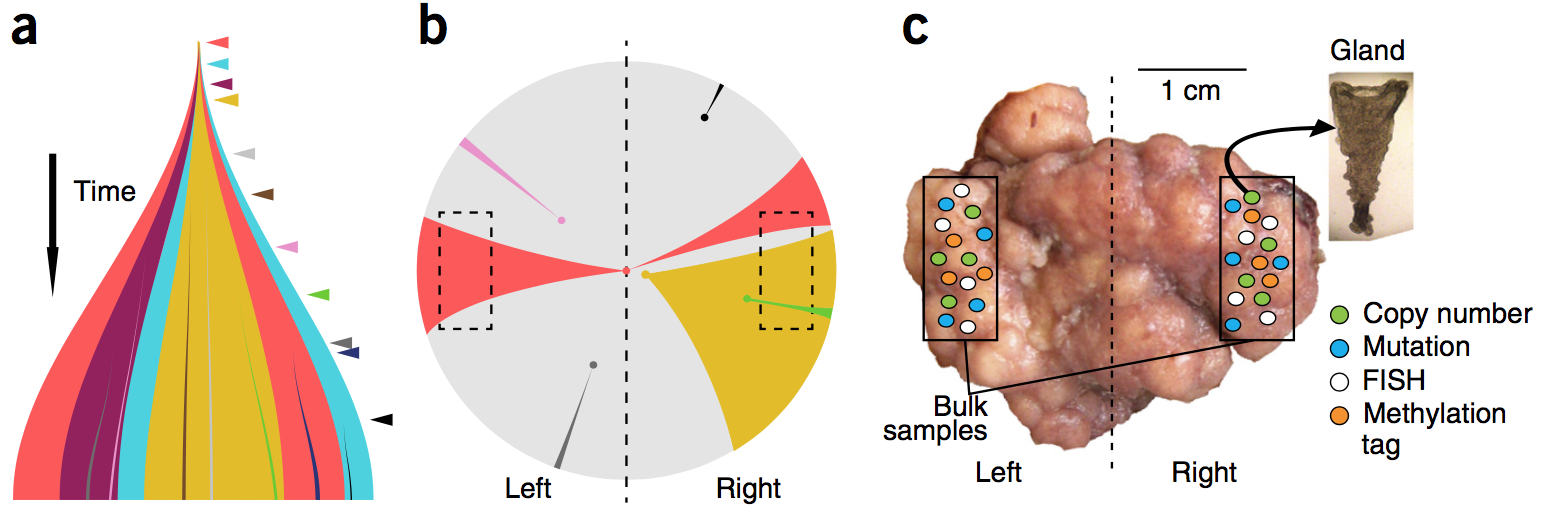 a
b
c
Time
Left
Right
1 cm
Gland
Bulk
samples
Left
Right
Copy number
Mutation
FISH
Methylation
tag